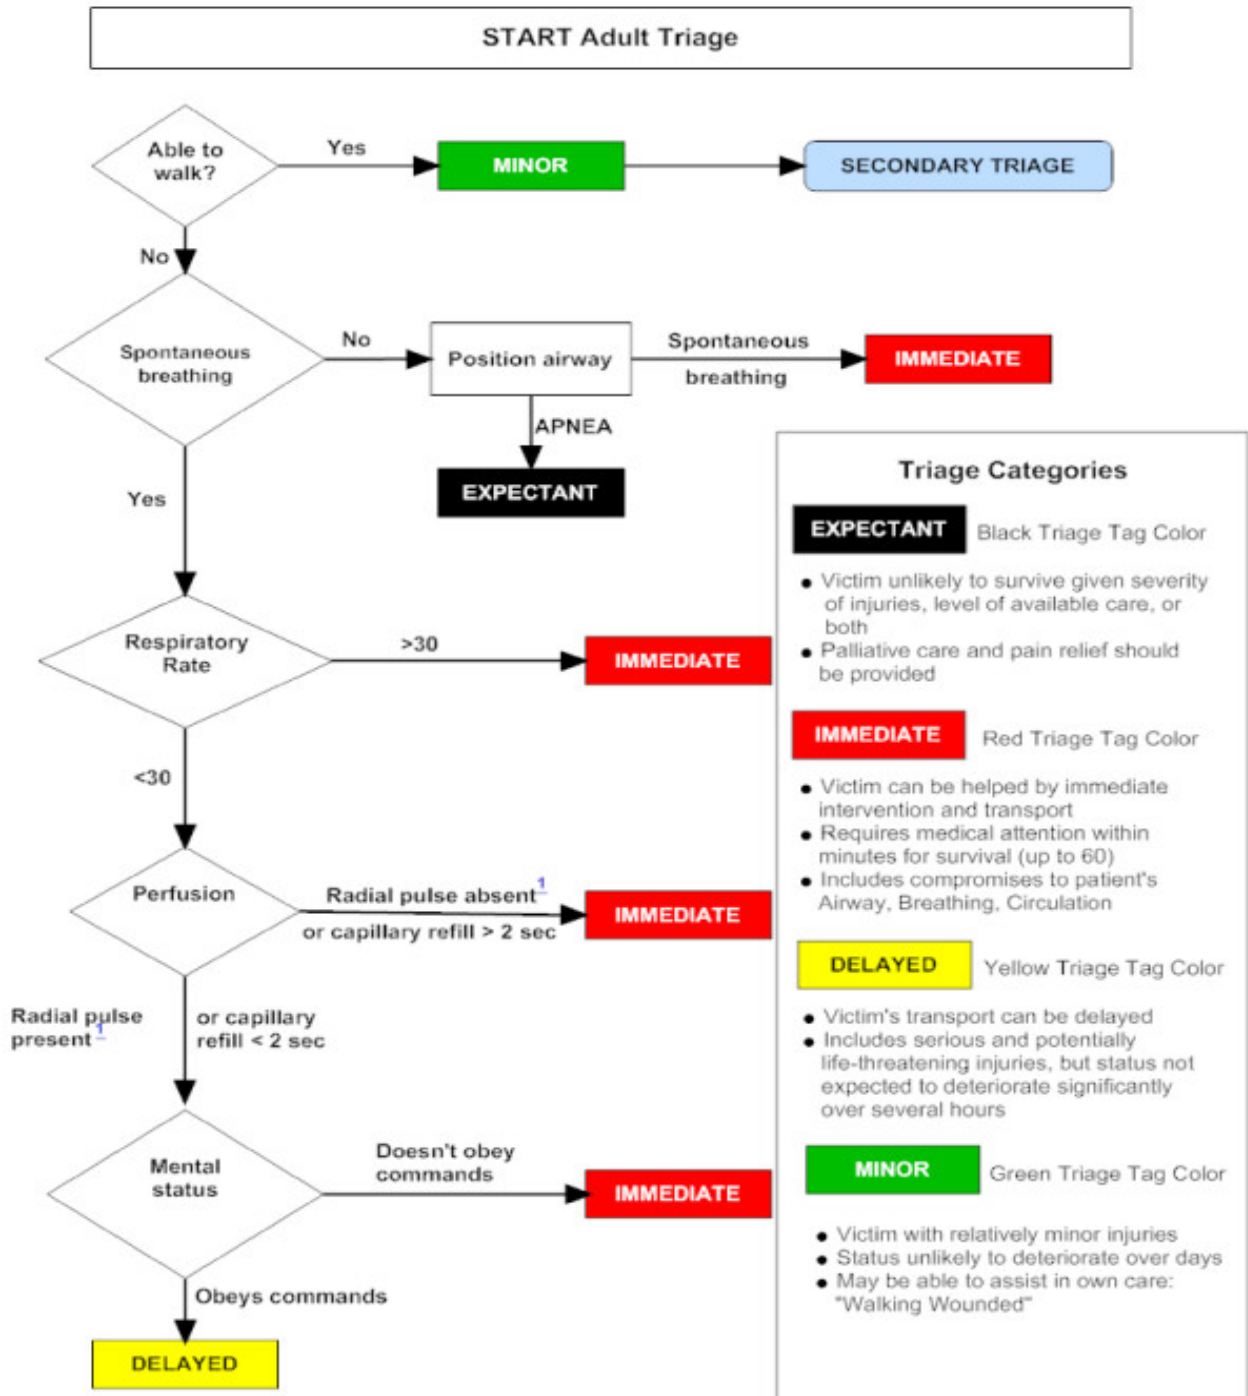 START Adult Triage
Able to
walk?
Yes
MINOR
SECONDARY TRIAGE
No
Spontaneous
breathing
No
Position airway
Spontaneous
breathing
IMMEDIATE
APNEA
EXPECTANT
Yes
Respiratory
Rate
>30
IMMEDIATE
<30
Perfusion
Radial pulse absent1
or capillary refill > 2 sec
IMMEDIATE
Radial pulse
present1
or capillary
refill < 2 sec
Mental
status
Doesn't obey
commands
IMMEDIATE
Obeys commands
DELAYED
Triage Categories
EXPECTANT Black Triage Tag Color
● Victim unlikely to survive given severity
of injuries, level of available care, or
both
● Palliative care and pain relief should
be provided
IMMEDIATE Red Triage Tag Color
● Victim can be helped by immediate
intervention and transport
● Requires medical attention within
minutes for survival (up to 60)
● Includes compromises to patient's
Airway, Breathing, Circulation
DELAYED Yellow Triage Tag Color
● Victim's transport can be delayed
● Includes serious and potentially
life-threatening injuries, but status not
expected to deteriorate significantly
over several hours
MINOR Green Triage Tag Color
● Victim with relatively minor injuries
● Status unlikely to deteriorate over days
● May be able to assist in own care:
"Walking Wounded"